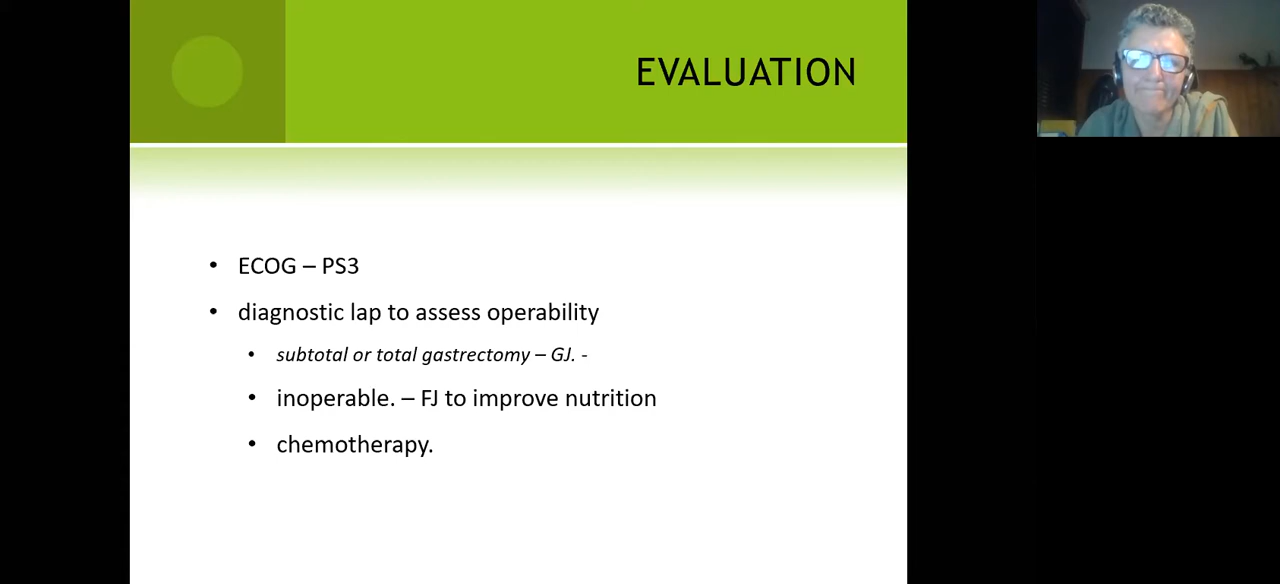 EVALUATION
• ECOG – PS3
• diagnostic lap to assess operability
• subtotal or total gastrectomy – GJ. -
• inoperable. – FJ to improve nutrition
• chemotherapy.